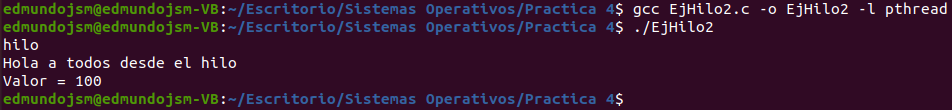 edmundojsm@edmundojsm-VB:~/Escritorio/Sistemas Operativos/Practica 4$ gcc EjHilo2.c -o EjHilo2 -l pthread
edmundojsm@edmundojsm-VB:~/Escritorio/Sistemas Operativos/Practica 4$ ./EjHilo2
hilo
Hola a todos desde el hilo
Valor = 100
edmundojsm@edmundojsm-VB:~/Escritorio/Sistemas Operativos/Practica 4$